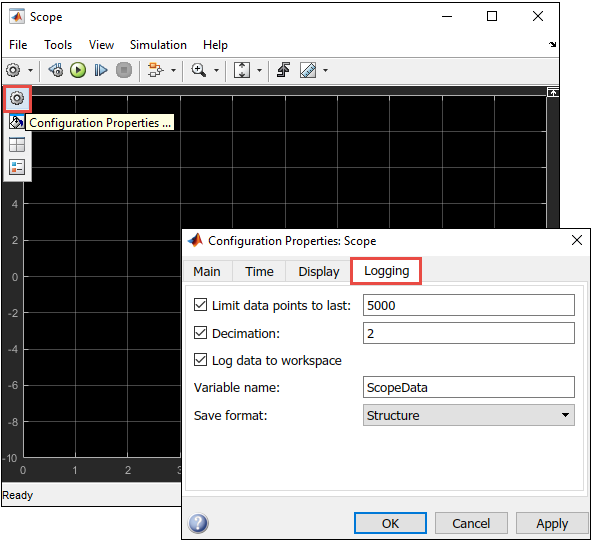 Scope
File Tools View Simulation Help
Configuration Properties ...
4
2
0
-2
-4
-6
-8
-10
0 1 2 3
Ready
Configuration Properties: Scope
Main Time Display Logging
Limit data points to last: 5000
Decimation: 2
Log data to workspace
Variable name: ScopeData
Save format: Structure
? OK Cancel Apply